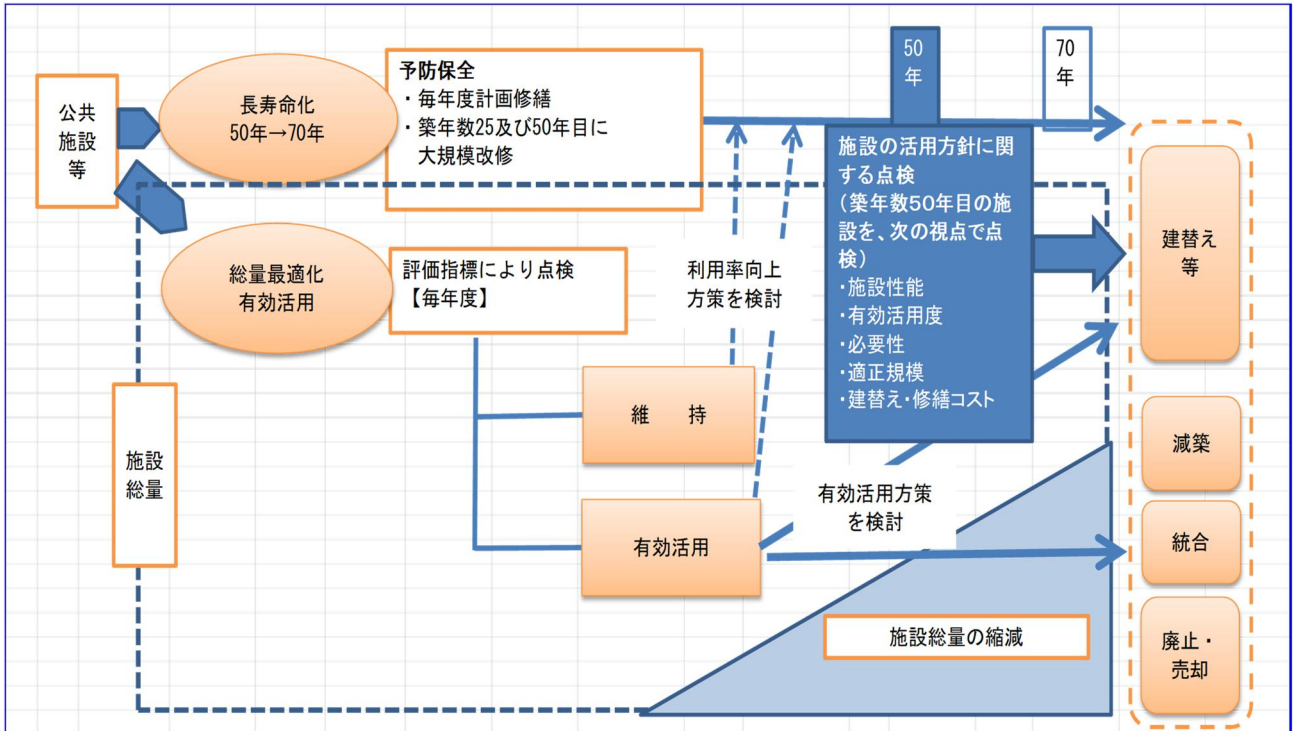 公共
施設
等
長寿命化
50年→70年
予防保全
・毎年度計画修繕
・築年数25及び50年目に
大規模改修
50
年
70
年
施設の活用方針に関
する点検
(築年数50年目の施
設を、次の視点で点
検)
・施設性能
・有効活用度
・必要性
・適正規模
・建替え・修繕コスト
総量最適化
有効活用
評価指標により点検
【毎年度】
利用率向上
方策を検討
維　持
有効活用
有効活用方策
を検討
施設
総量
施設総量の縮減
建替え
等
減築
統合
廃止・
売却